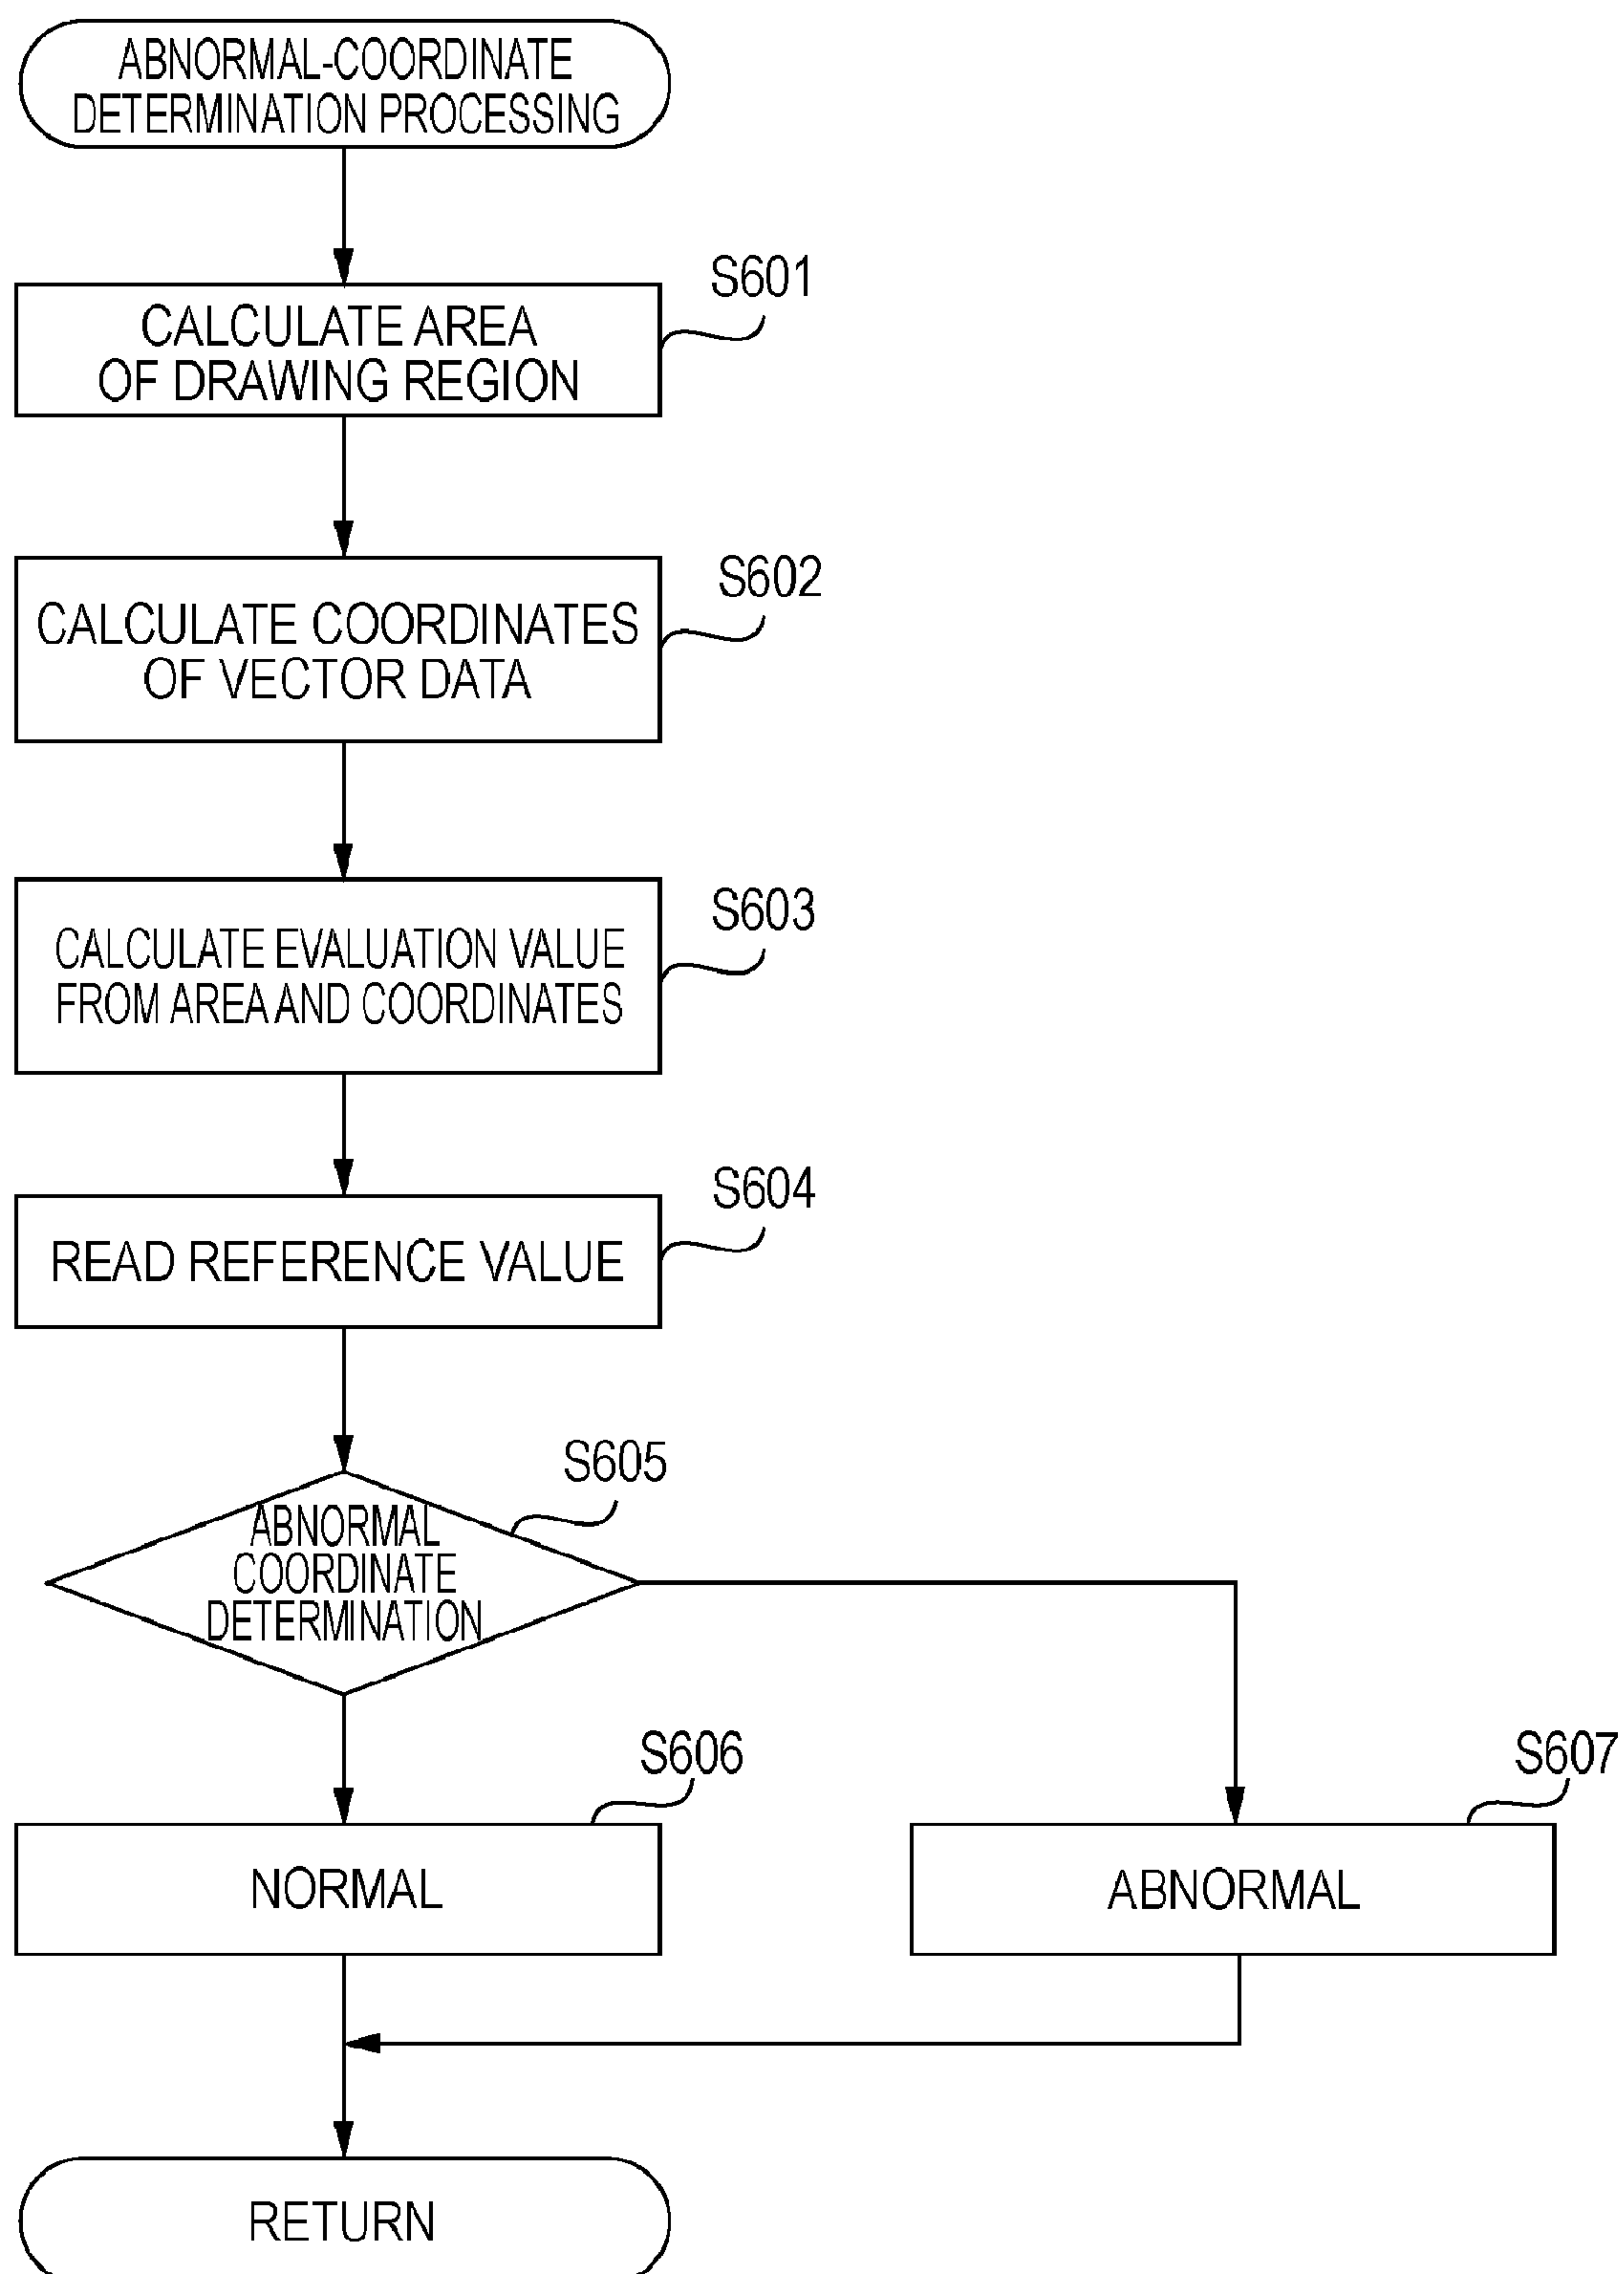 ABNORMAL-COORDINATE
DETERMINATION PROCESSING
S601
CALCULATE AREA
OF DRAWING REGION
S602
CALCULATE COORDINATES
OF VECTOR DATA
S603
CALCULATE EVALUATION VALUE
FROM AREA AND COORDINATES
S604
READ REFERENCE VALUE
S605
ABNORMAL
COORDINATE
DETERMINATION
S606
NORMAL
S607
ABNORMAL
RETURN